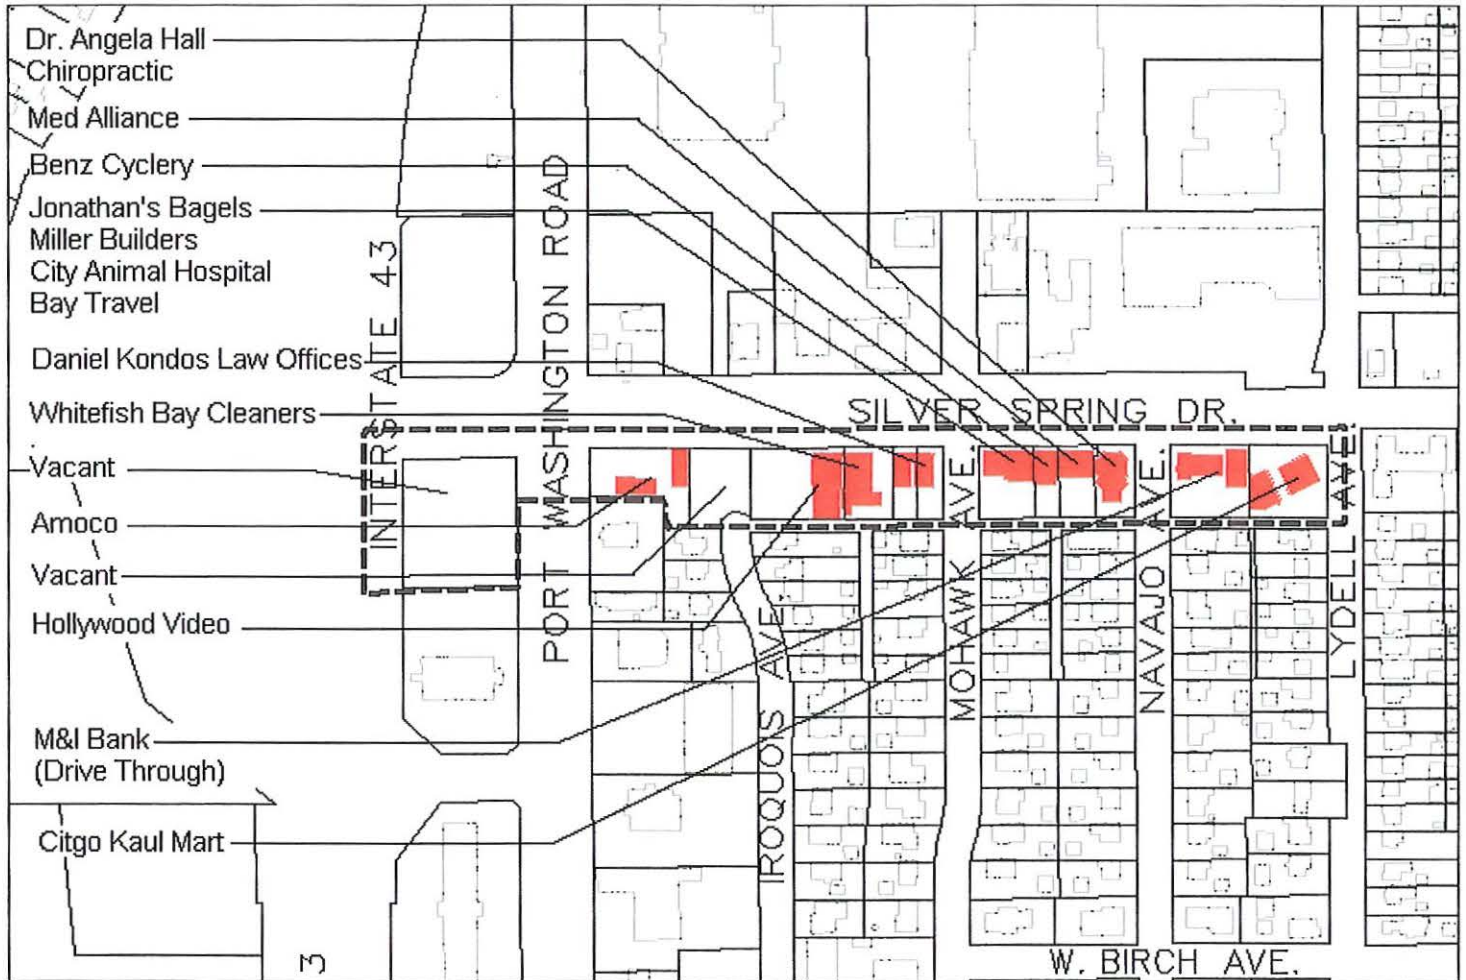 Dr. Angela Hall
Chiropractic
Med Alliance
Benz Cyclery
Jonathan's Bagels
Miller Builders
City Animal Hospital
Bay Travel
Daniel Kondos Law Offices
Whitefish Bay Cleaners
Vacant
Amoco
Vacant
Hollywood Video
M&I Bank
(Drive Through)
Citgo Kaul Mart
INTERSTATE 43
PORT WASHINGTON ROAD
SILVER SPRING DR.
IROQUOIS AVE.
MOHAWK AVE.
NAVAJO AVE.
LYDELL AVE.
W. BIRCH AVE.
3